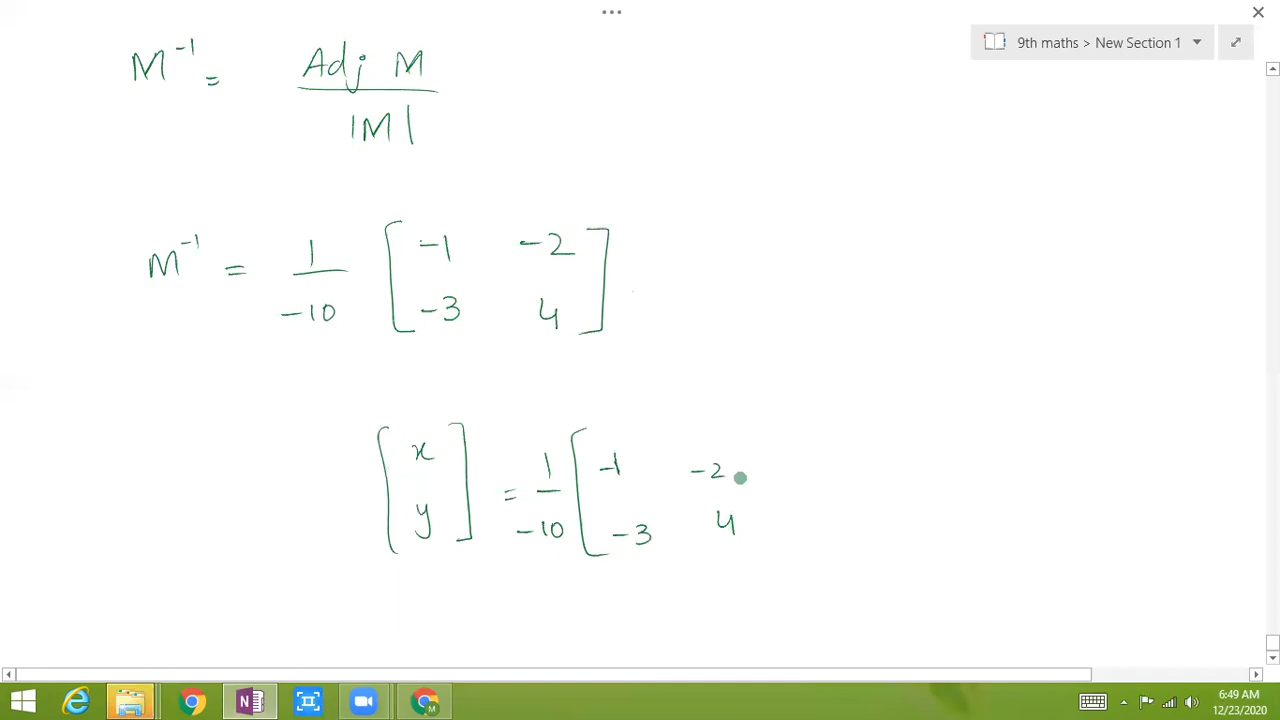 9th maths > New Section 1
M⁻¹ = Adj M / |M|
M⁻¹ = 1/-10 [ -1 -2
-3 4 ]
[ x
y ] = 1/-10 [ -1 -2
-3 4
6:49 AM
12/23/2020